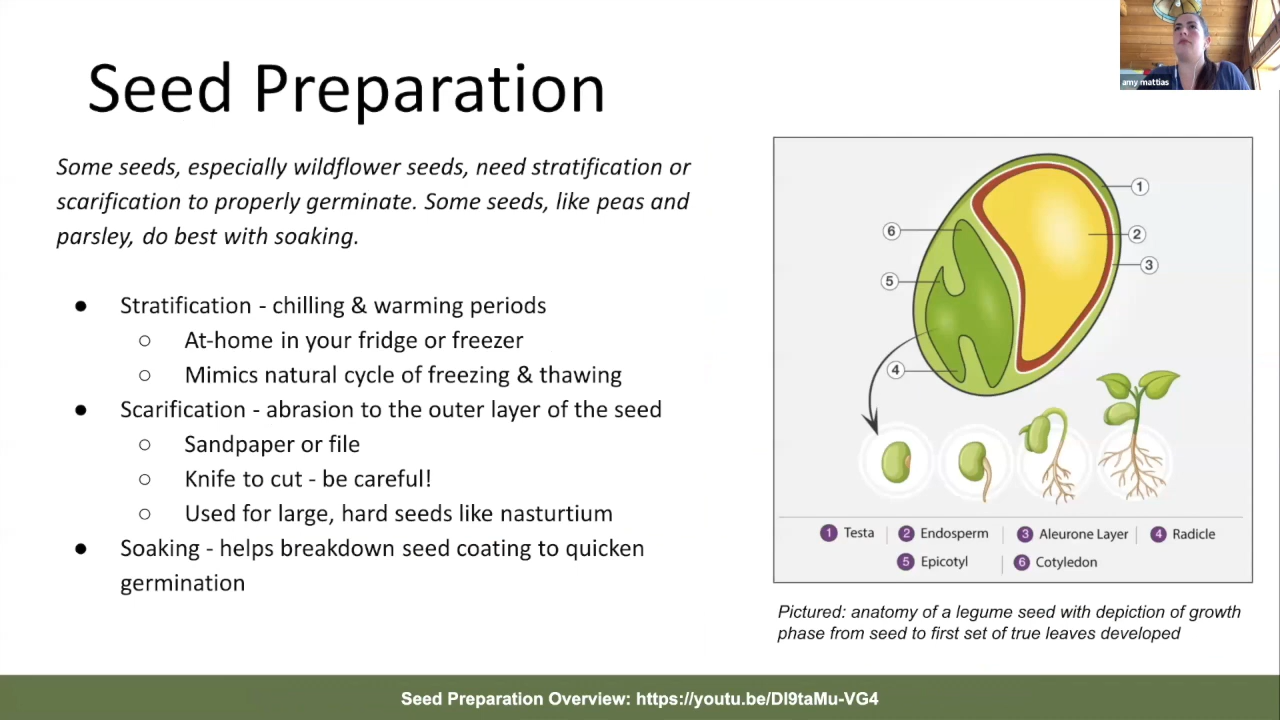 amy mattias
Seed Preparation
Some seeds, especially wildflower seeds, need stratification or
scarification to properly germinate. Some seeds, like peas and
parsley, do best with soaking.
● Stratification - chilling & warming periods
○ At-home in your fridge or freezer
○ Mimics natural cycle of freezing & thawing
● Scarification - abrasion to the outer layer of the seed
○ Sandpaper or file
○ Knife to cut - be careful!
○ Used for large, hard seeds like nasturtium
● Soaking - helps breakdown seed coating to quicken
germination
1
2
3
6
5
4
1 Testa 2 Endosperm 3 Aleurone Layer 4 Radicle
5 Epicotyl 6 Cotyledon
Pictured: anatomy of a legume seed with depiction of growth
phase from seed to first set of true leaves developed
Seed Preparation Overview: https://youtu.be/DI9taMu-VG4